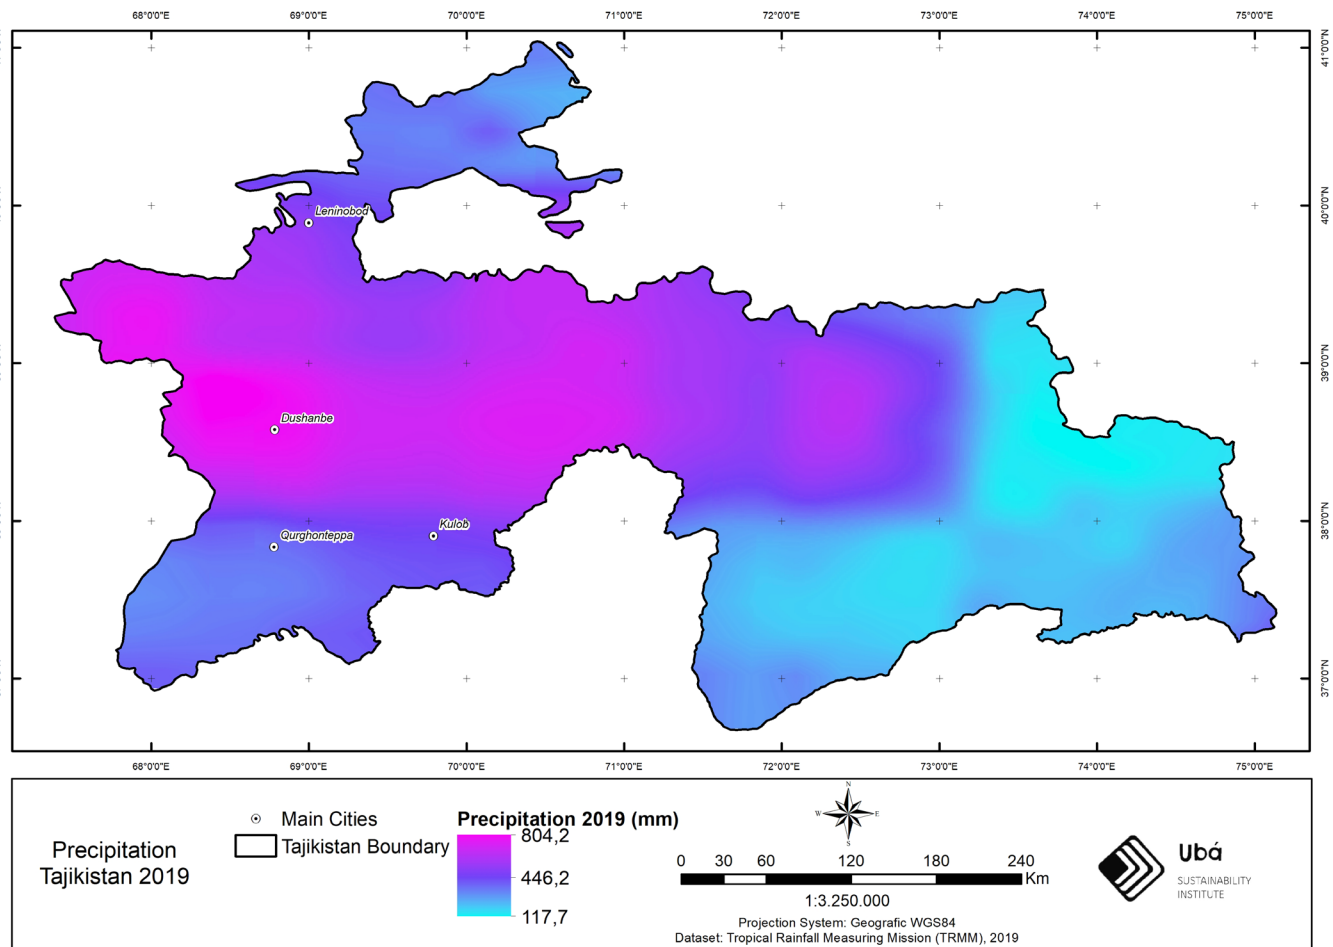 68°0'0"E 69°0'0"E 70°0'0"E 71°0'0"E 72°0'0"E 73°0'0"E 74°0'0"E 75°0'0"E
41°0'0"N
Leninobod
40°0'0"N
39°0'0"N
Dushanbe
Kulob
38°0'0"N
Qurghonteppa
37°0'0"N
68°0'0"E 69°0'0"E 70°0'0"E 71°0'0"E 72°0'0"E 73°0'0"E 74°0'0"E 75°0'0"E
Precipitation
Tajikistan 2019
Main Cities
Tajikistan Boundary
Precipitation 2019 (mm)
804,2
446,2
117,7
N
W E
S
0 30 60 120 180 240
Km
1:3.250.000
Projection System: Geografic WGS84
Dataset: Tropical Rainfall Measuring Mission (TRMM), 2019
Ubá
SUSTAINABILITY
INSTITUTE